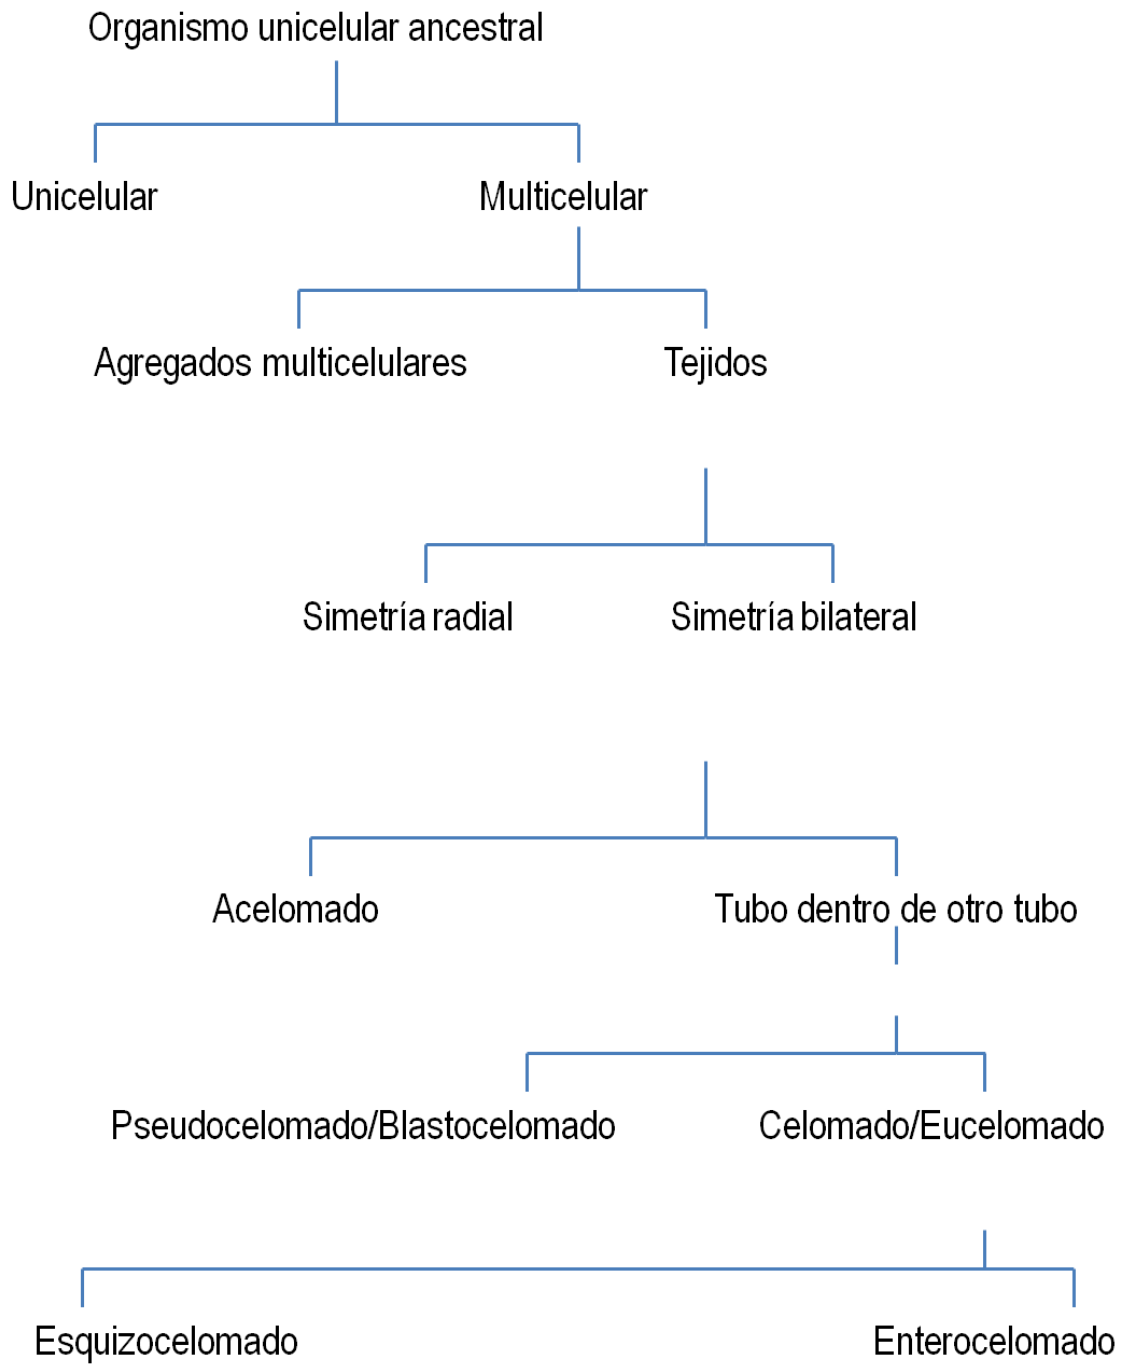 Organismo unicelular ancestral
Unicelular
Multicelular
Agregados multicelulares
Tejidos
Simetría radial
Simetría bilateral
Acelomado
Tubo dentro de otro tubo
Pseudocelomado/Blastocelomado
Celomado/Eucelomado
Esquizocelomado
Enterocelomado